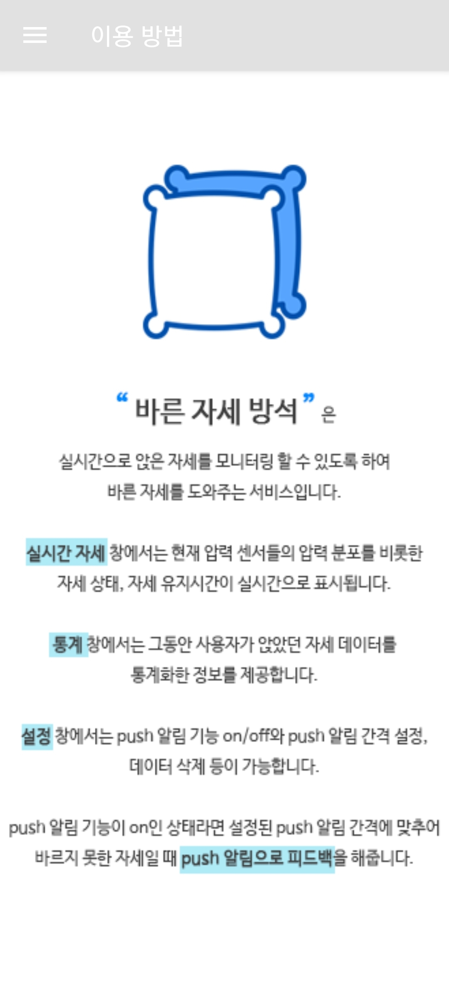 이용 방법
“ 바른 자세 방석 ” 은
실시간으로 앉은 자세를 모니터링 할 수 있도록 하여
바른 자세를 도와주는 서비스입니다.
실시간 자세 창에서는 현재 압력 센서들의 압력 분포를 비롯한
자세 상태, 자세 유지시간이 실시간으로 표시됩니다.
통계 창에서는 그동안 사용자가 앉았던 자세 데이터를
통계화한 정보를 제공합니다.
설정 창에서는 push 알림 기능 on/off와 push 알림 간격 설정,
데이터 삭제 등이 가능합니다.
push 알림 기능이 on인 상태라면 설정된 push 알림 간격에 맞추어
바르지 못한 자세일 때 push 알림으로 피드백을 해줍니다.